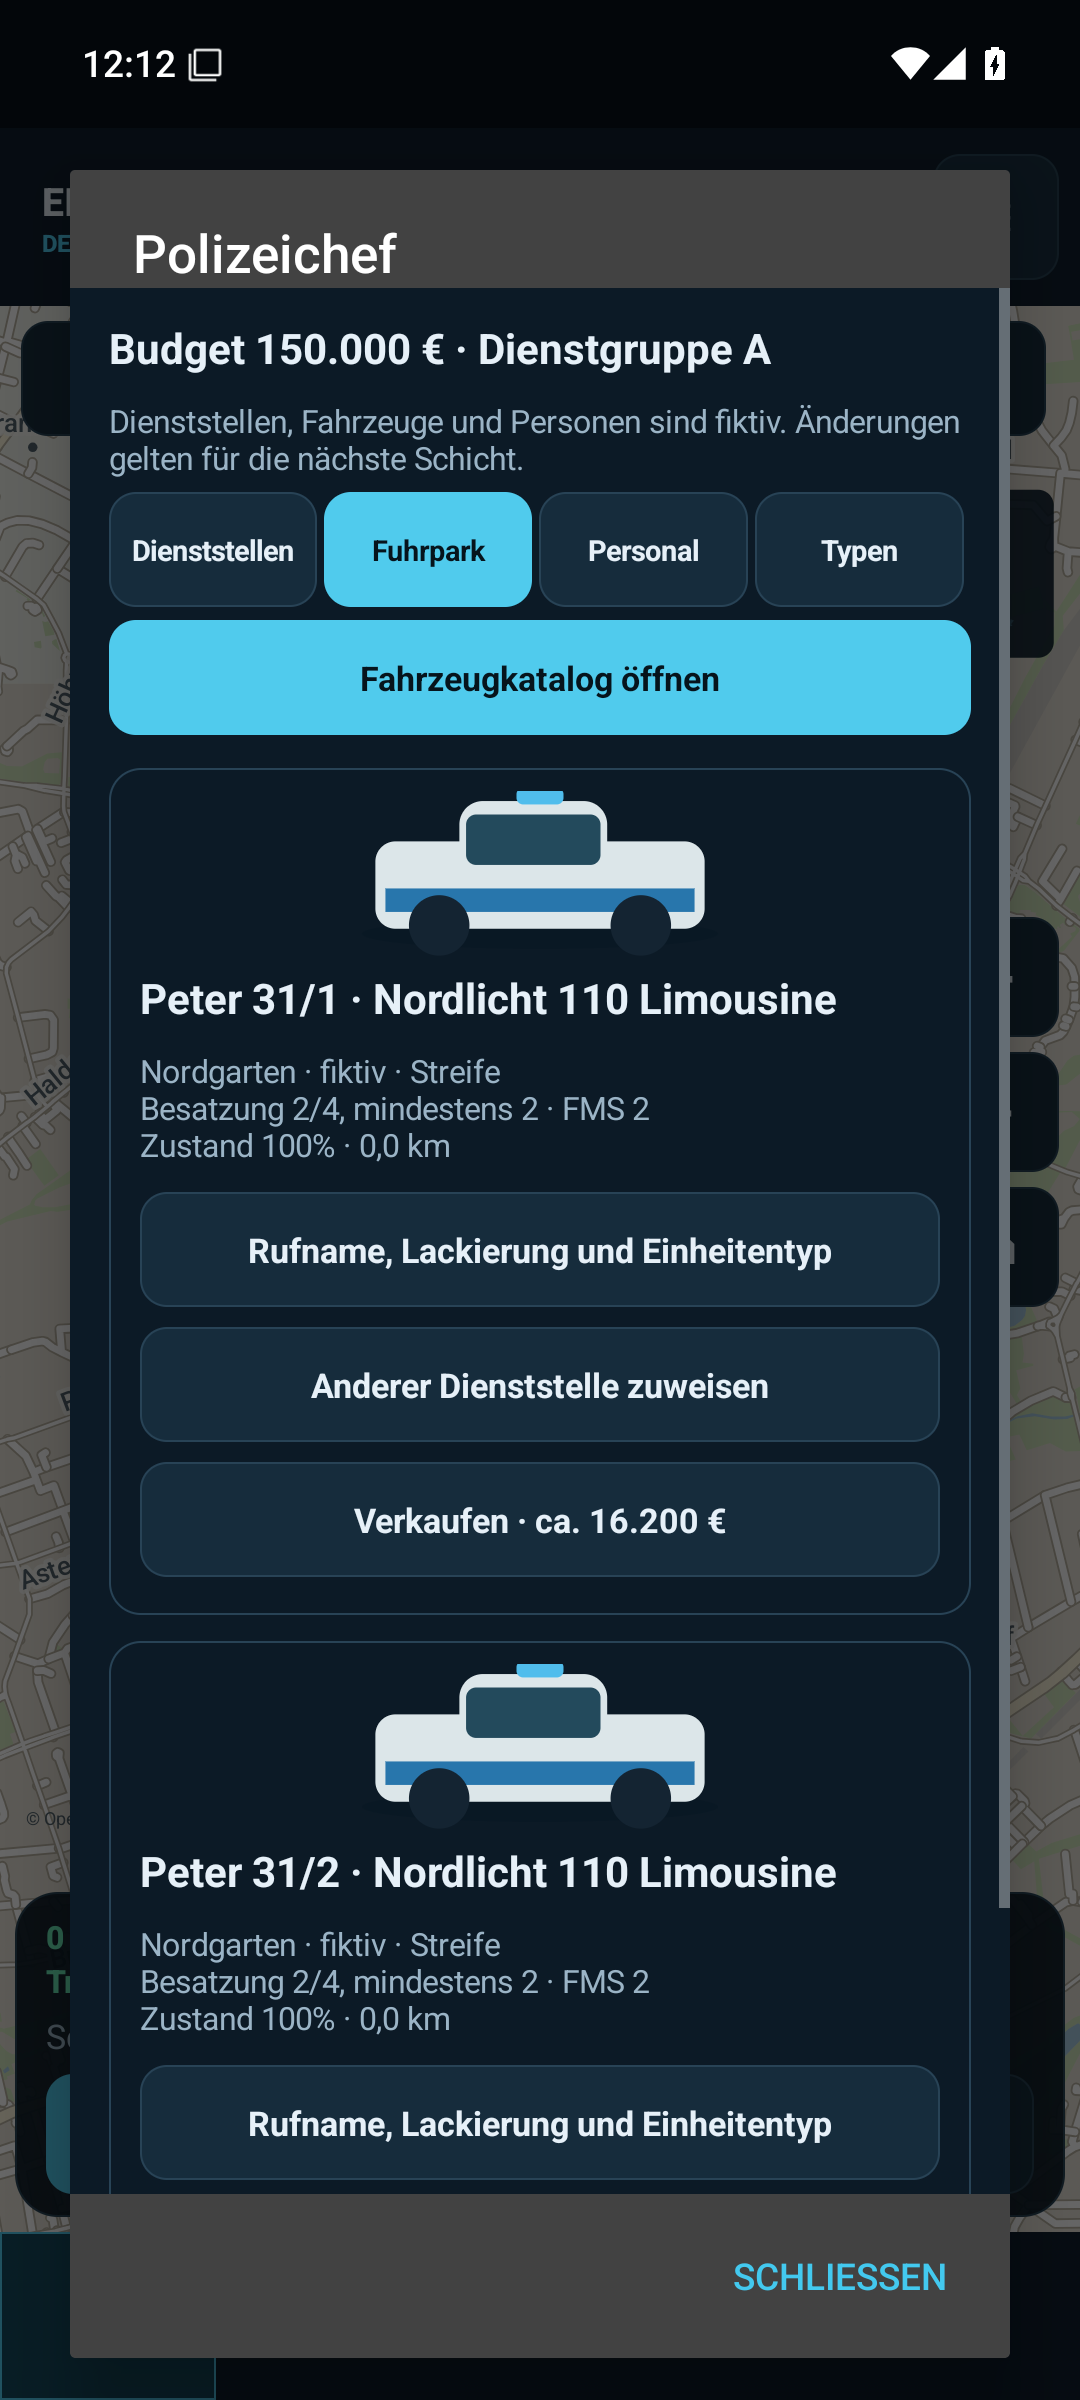 12:12
Polizeichef
Budget 150.000 € · Dienstgruppe A
Dienststellen, Fahrzeuge und Personen sind fiktiv. Änderungen
gelten für die nächste Schicht.
Dienststellen Fuhrpark Personal Typen
Fahrzeugkatalog öffnen
Peter 31/1 · Nordlicht 110 Limousine
Nordgarten · fiktiv · Streife
Besatzung 2/4, mindestens 2 · FMS 2
Zustand 100% · 0,0 km
Rufname, Lackierung und Einheitentyp
Anderer Dienststelle zuweisen
Verkaufen · ca. 16.200 €
Peter 31/2 · Nordlicht 110 Limousine
Nordgarten · fiktiv · Streife
Besatzung 2/4, mindestens 2 · FMS 2
Zustand 100% · 0,0 km
Rufname, Lackierung und Einheitentyp
SCHLIESSEN